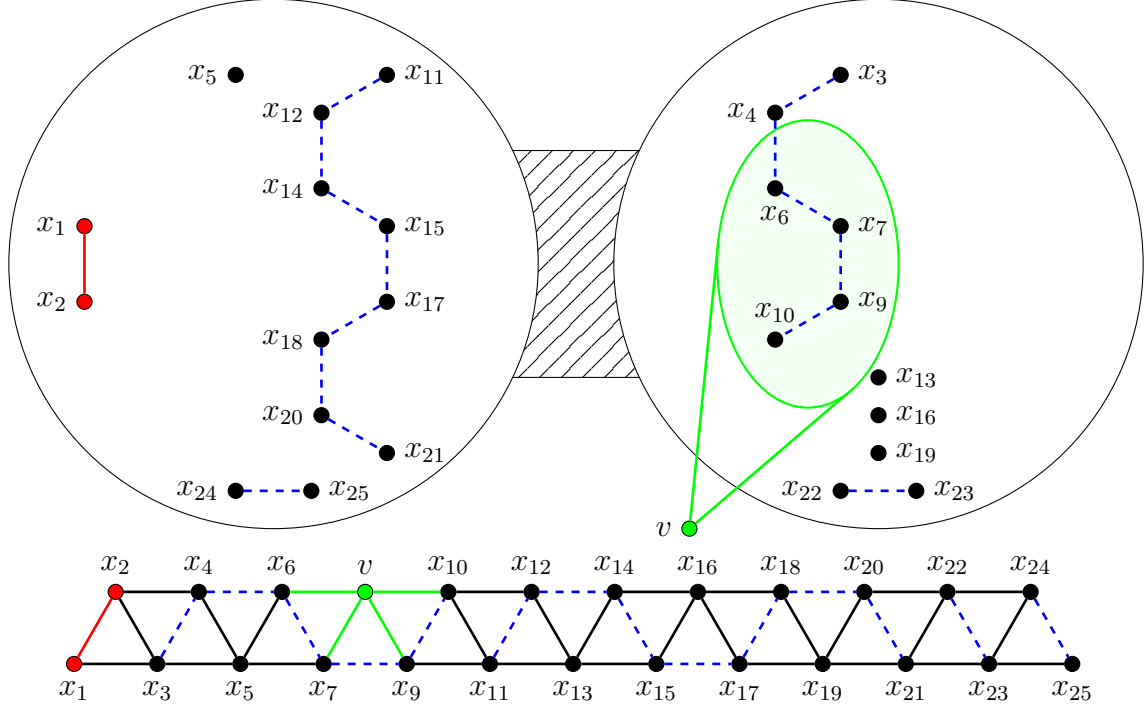 x₅ x₁₁ x₃
x₁₂ x₄
x₁₄ x₆
x₁ x₁₅ x₇
x₂ x₁₇ x₉
x₁₈ x₁₀
x₁₃
x₂₀ x₁₆
x₂₁ x₁₉
x₂₄ x₂₅ x₂₂ x₂₃
v
x₂ x₄ x₆ v x₁₀ x₁₂ x₁₄ x₁₆ x₁₈ x₂₀ x₂₂ x₂₄
x₁ x₃ x₅ x₇ x₉ x₁₁ x₁₃ x₁₅ x₁₇ x₁₉ x₂₁ x₂₃ x₂₅